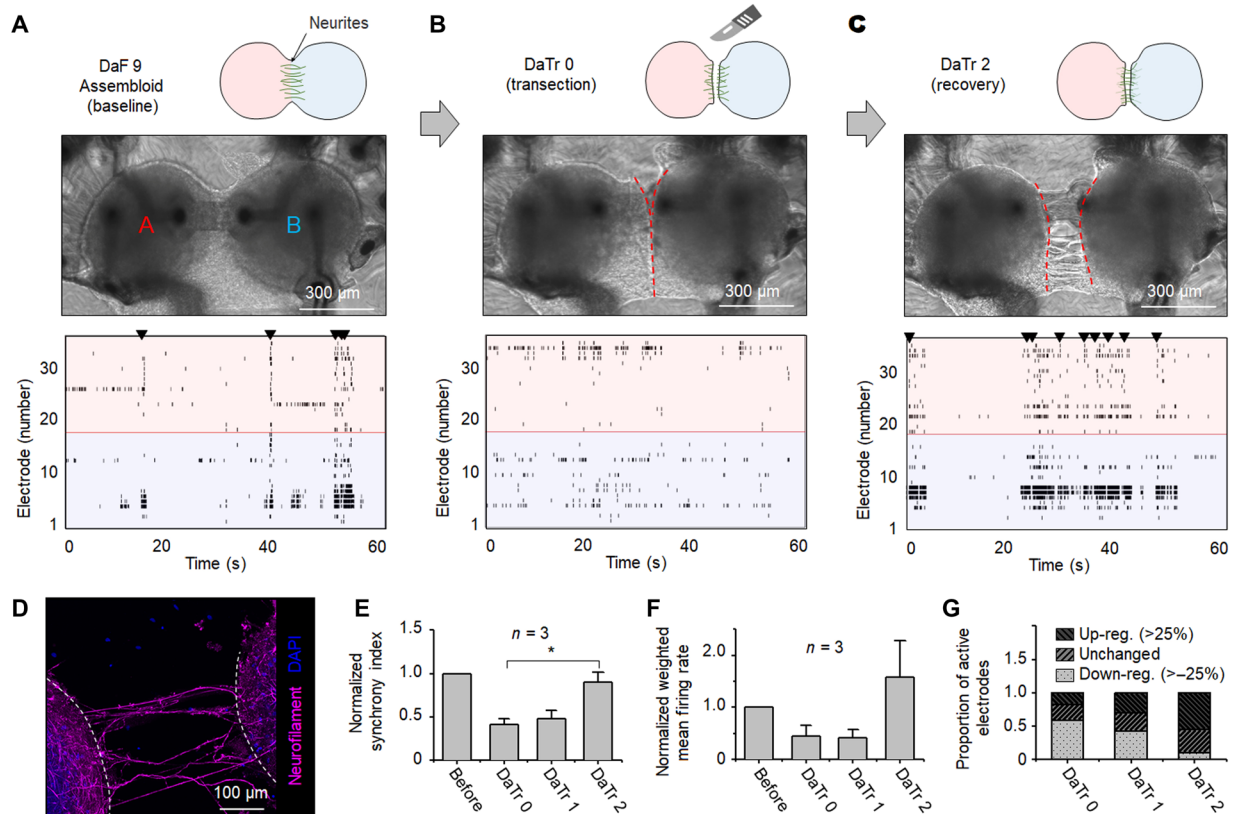 A
DaF 9
Assembloid
(baseline)
Neurites
A
B
300 µm
Electrode (number)
30
20
10
1
0
20
40
60
Time (s)
B
DaTr 0
(transection)
300 µm
Electrode (number)
30
20
10
1
0
20
40
60
Time (s)
C
DaTr 2
(recovery)
300 µm
Electrode (number)
30
20
10
1
0
20
40
60
Time (s)
D
Neurofilament DAPI
100 µm
E
Normalized
synchrony index
1.5
1.0
0.5
0
n = 3
*
Before
DaTr 0
DaTr 1
DaTr 2
F
Normalized weighted
mean firing rate
2.0
1.0
0
n = 3
Before
DaTr 0
DaTr 1
DaTr 2
G
Proportion of active
electrodes
Up-reg. (>25%)
Unchanged
Down-reg. (>−25%)
1.5
1.0
0.5
0
DaTr 0
DaTr 1
DaTr 2